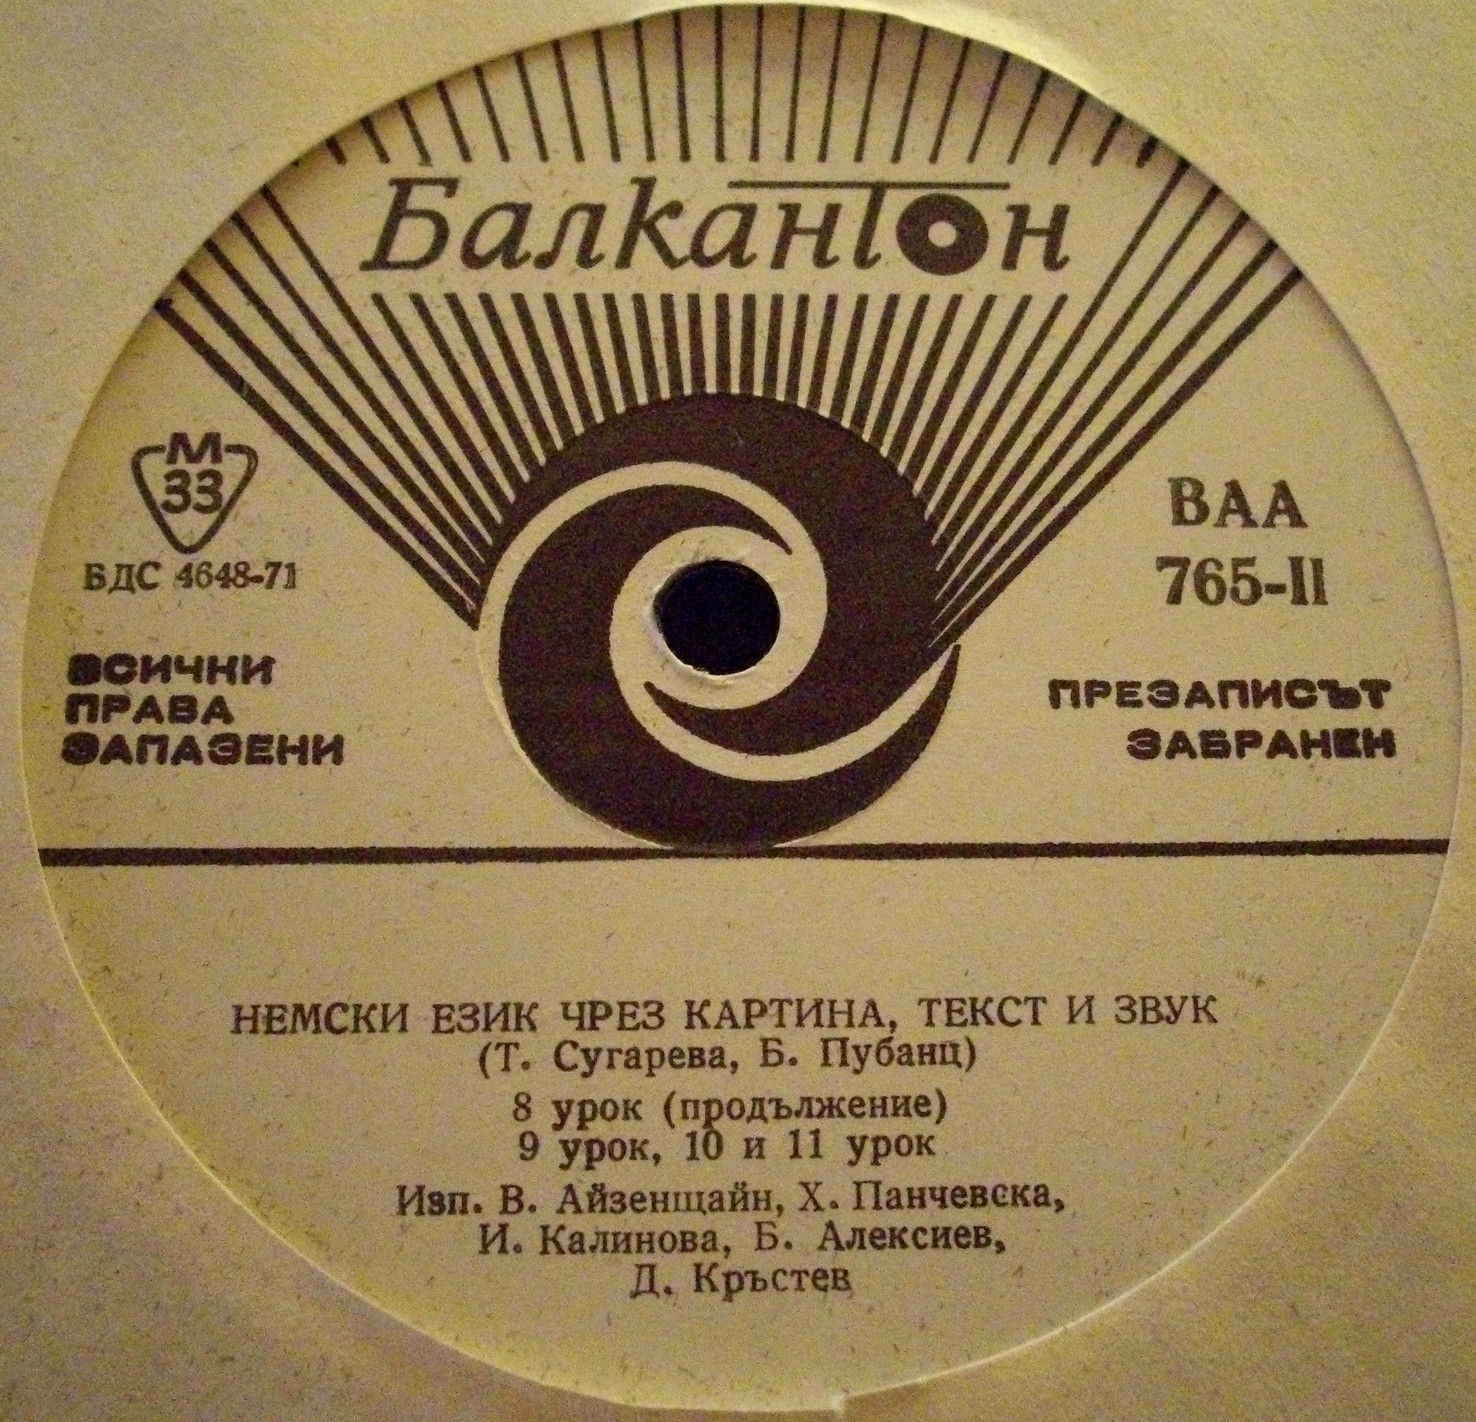 Балкантон
М
33
БДС 4648-71
ВСИЧКИ
ПРАВА
ЗАПАЗЕНИ
ВАА
765-II
ПРЕЗАПИСЪТ
ЗАБРАНЕН
НЕМСКИ ЕЗИК ЧРЕЗ КАРТИНА, ТЕКСТ И ЗВУК
(Т. Сугарева, Б. Пубанц)
8 урок (продължение)
9 урок, 10 и 11 урок
Изп. В. Айзенщайн, Х. Панчевска,
И. Калинова, Б. Алексиев,
Д. Кръстев